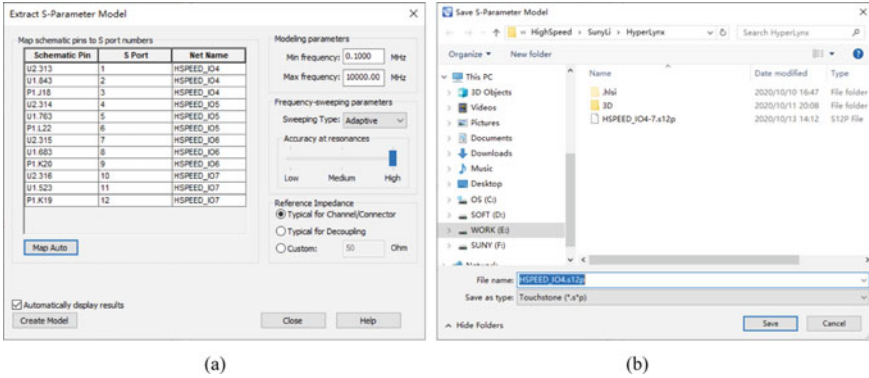 Extract S-Parameter Model
Map schematic pins to S port numbers
Schematic Pin S Port Net Name
U2.313 1 HSPEED_IO4
U1.843 2 HSPEED_IO4
P1.J18 3 HSPEED_IO4
U2.314 4 HSPEED_IO5
U1.763 5 HSPEED_IO5
P1.L22 6 HSPEED_IO5
U2.315 7 HSPEED_IO6
U1.683 8 HSPEED_IO6
P1.K20 9 HSPEED_IO6
U2.316 10 HSPEED_IO7
U1.523 11 HSPEED_IO7
P1.K19 12 HSPEED_IO7
Map Auto
Automatically display results
Create Model
Modeling parameters
Min frequency: 0.1000 MHz
Max frequency: 10000.00 MHz
Frequency-sweeping parameters
Sweeping Type: Adaptive
Accuracy at resonances
Low Medium High
Reference Impedance
Typical for Channel/Connector
Typical for Decoupling
Custom: 50 Ohm
Close Help
(a)
Save S-Parameter Model
« HighSpeed › SunyLi › HyperLynx
Search HyperLynx
Organize New folder
This PC
3D Objects
Videos
Pictures
Documents
Downloads
Music
Desktop
OS (C:)
SOFT (D:)
WORK (E:)
SUNY (F:)
Network
Name Date modified Type
.hlsi 2020/10/10 16:47 File folder
3D 2020/10/11 20:08 File folder
HSPEED_IO4-7.s12p 2020/10/13 14:12 S12P File
File name: HSPEED_IO4.s12p
Save as type: Touchstone (*.s*p)
Hide Folders
Save Cancel
(b)